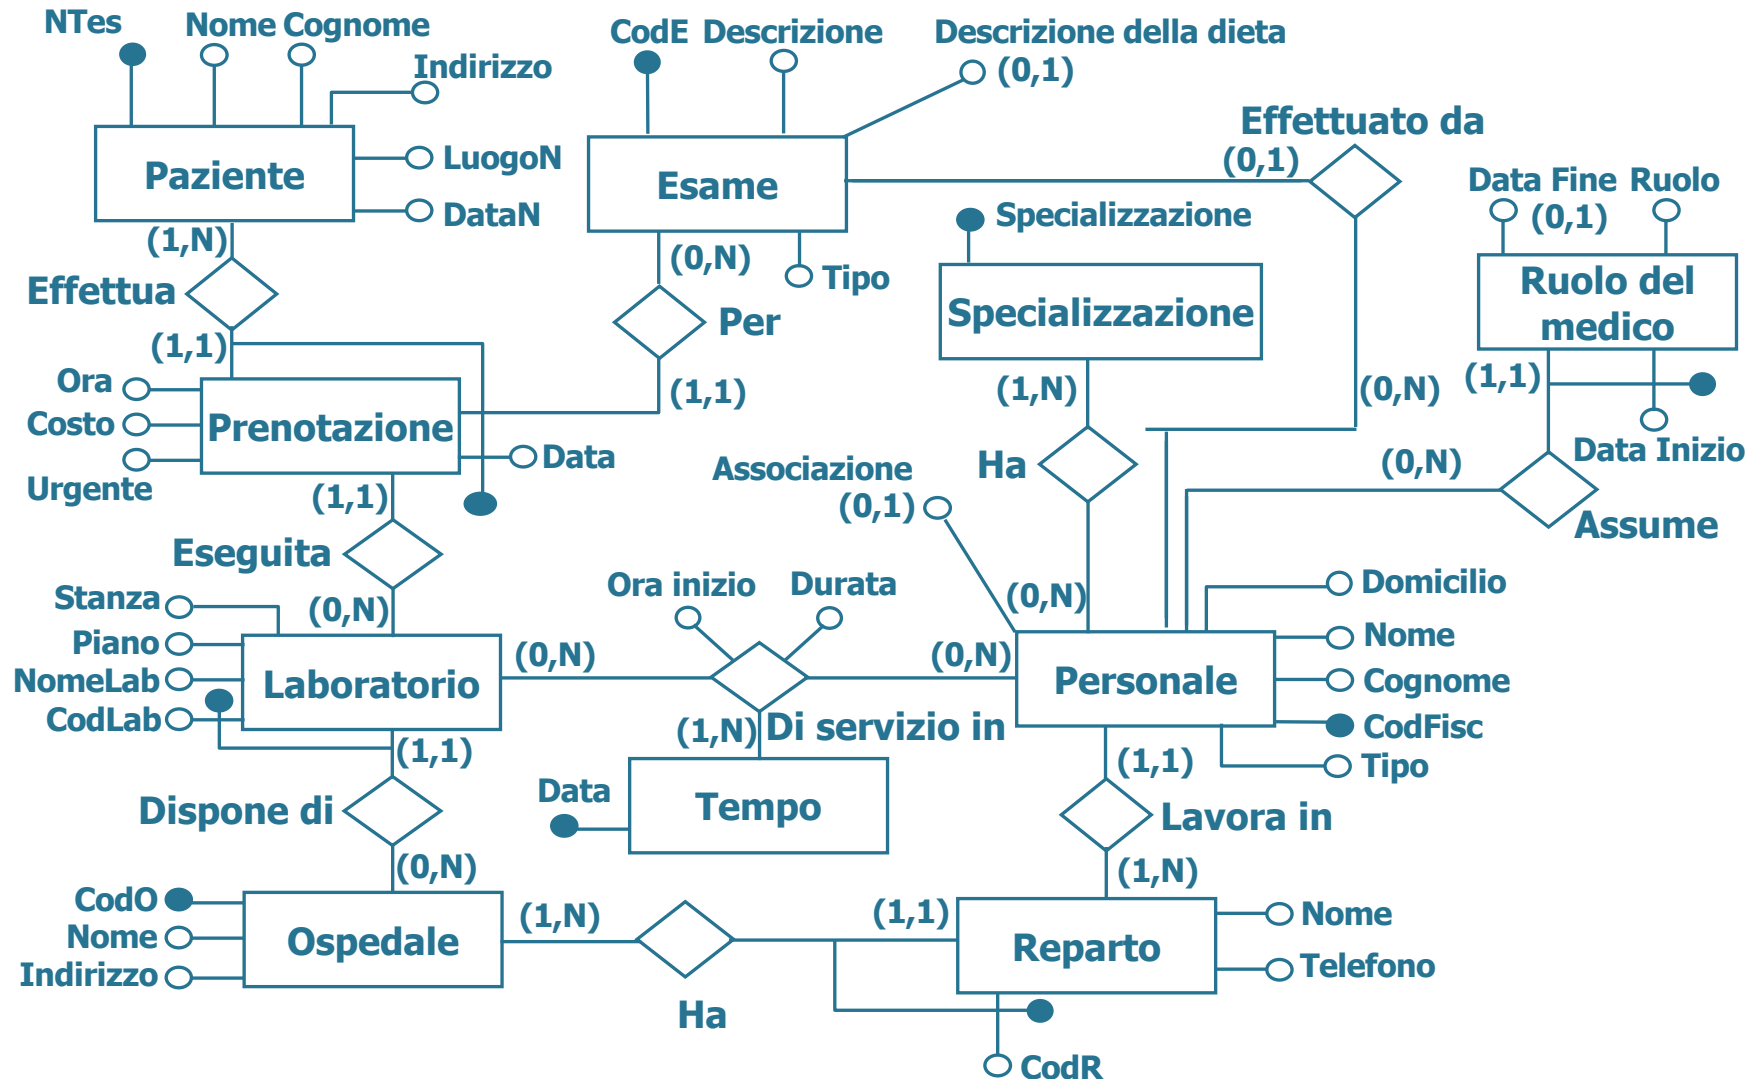 NTes
Nome Cognome
Indirizzo
Paziente
LuogoN
DataN
(1,N)
Effettua
(1,1)
CodE Descrizione
Descrizione della dieta
(0,1)
Esame
(0,N)
Tipo
Per
(1,1)
Effettuato da
(0,1)
(0,N)
Specializzazione
Specializzazione
(1,N)
Ha
(0,N)
Data Fine Ruolo
(0,1)
Ruolo del
medico
(1,1)
Data Inizio
(0,N)
Assume
Ora
Costo
Urgente
Prenotazione
Data
(1,1)
Eseguita
(0,N)
Associazione
(0,1)
Stanza
Piano
NomeLab
CodLab
Laboratorio
(0,N)
Ora inizio
Durata
(0,N)
Di servizio in
(1,N)
Data
Tempo
Personale
Domicilio
Nome
Cognome
CodFisc
Tipo
(1,1)
Lavora in
(1,N)
(1,1)
Dispone di
(0,N)
CodO
Nome
Indirizzo
Ospedale
(1,N)
Ha
(1,1)
Reparto
Nome
Telefono
CodR